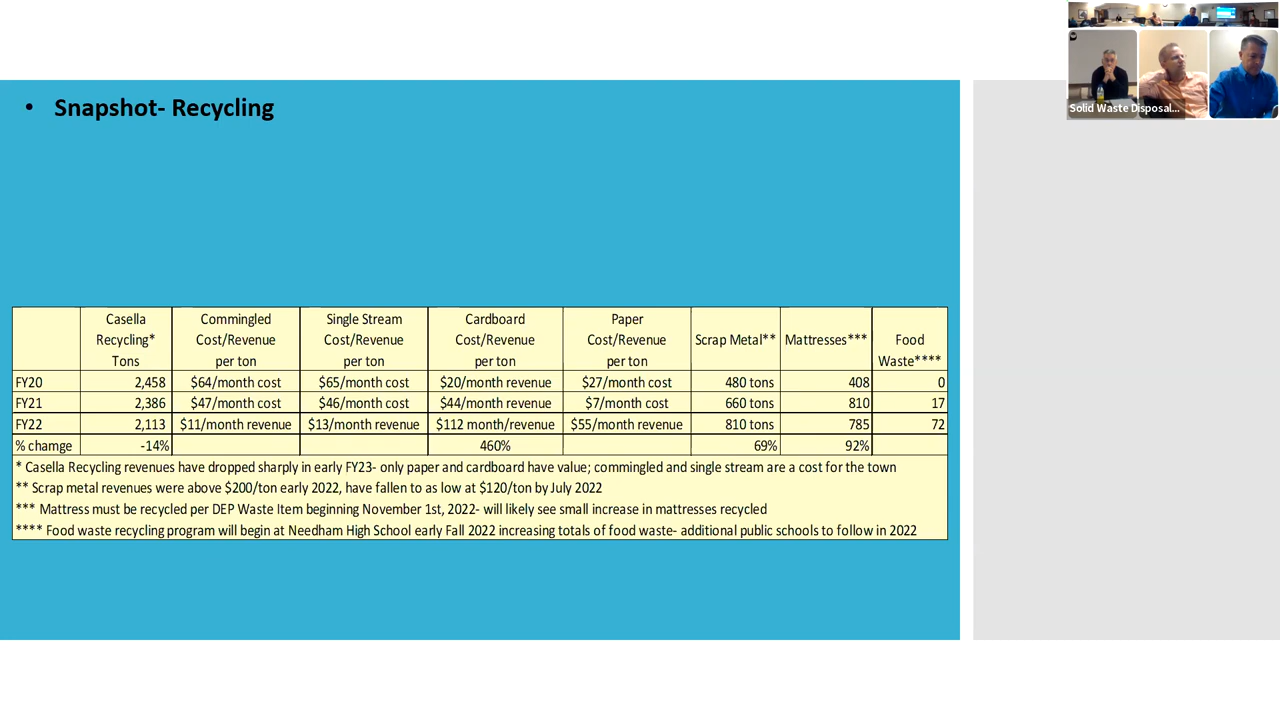 • Snapshot- Recycling
Casella Recycling* Tons | Commingled Cost/Revenue per ton | Single Stream Cost/Revenue per ton | Cardboard Cost/Revenue per ton | Paper Cost/Revenue per ton | Scrap Metal** | Mattresses*** | Food Waste****
FY20 | 2,458 | $64/month cost | $65/month cost | $20/month revenue | $27/month cost | 480 tons | 408 | 0
FY21 | 2,386 | $47/month cost | $46/month cost | $44/month revenue | $7/month cost | 660 tons | 810 | 17
FY22 | 2,113 | $11/month revenue | $13/month revenue | $112 month/revenue | $55/month revenue | 810 tons | 785 | 72
% change | -14% | 460% | 69% | 92%
* Casella Recycling revenues have dropped sharply in early FY23- only paper and cardboard have value; commingled and single stream are a cost for the town
** Scrap metal revenues were above $200/ton early 2022, have fallen to as low at $120/ton by July 2022
*** Mattress must be recycled per DEP Waste Item beginning November 1st, 2022- will likely see small increase in mattresses recycled
**** Food waste recycling program will begin at Needham High School early Fall 2022 increasing totals of food waste- additional public schools to follow in 2022
Solid Waste Disposal...